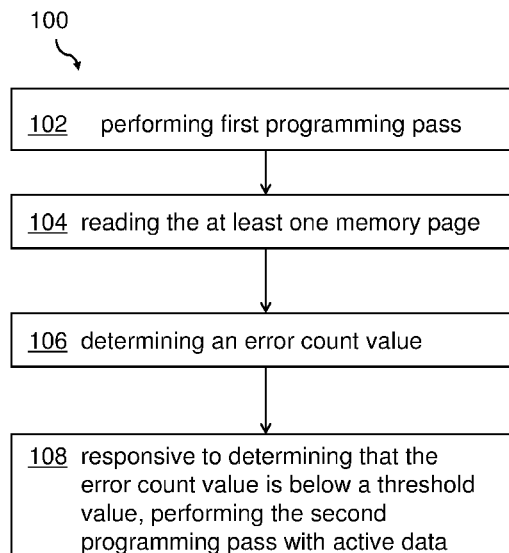 100
102 performing first programming pass
104 reading the at least one memory page
106 determining an error count value
108 responsive to determining that the
error count value is below a threshold
value, performing the second
programming pass with active data